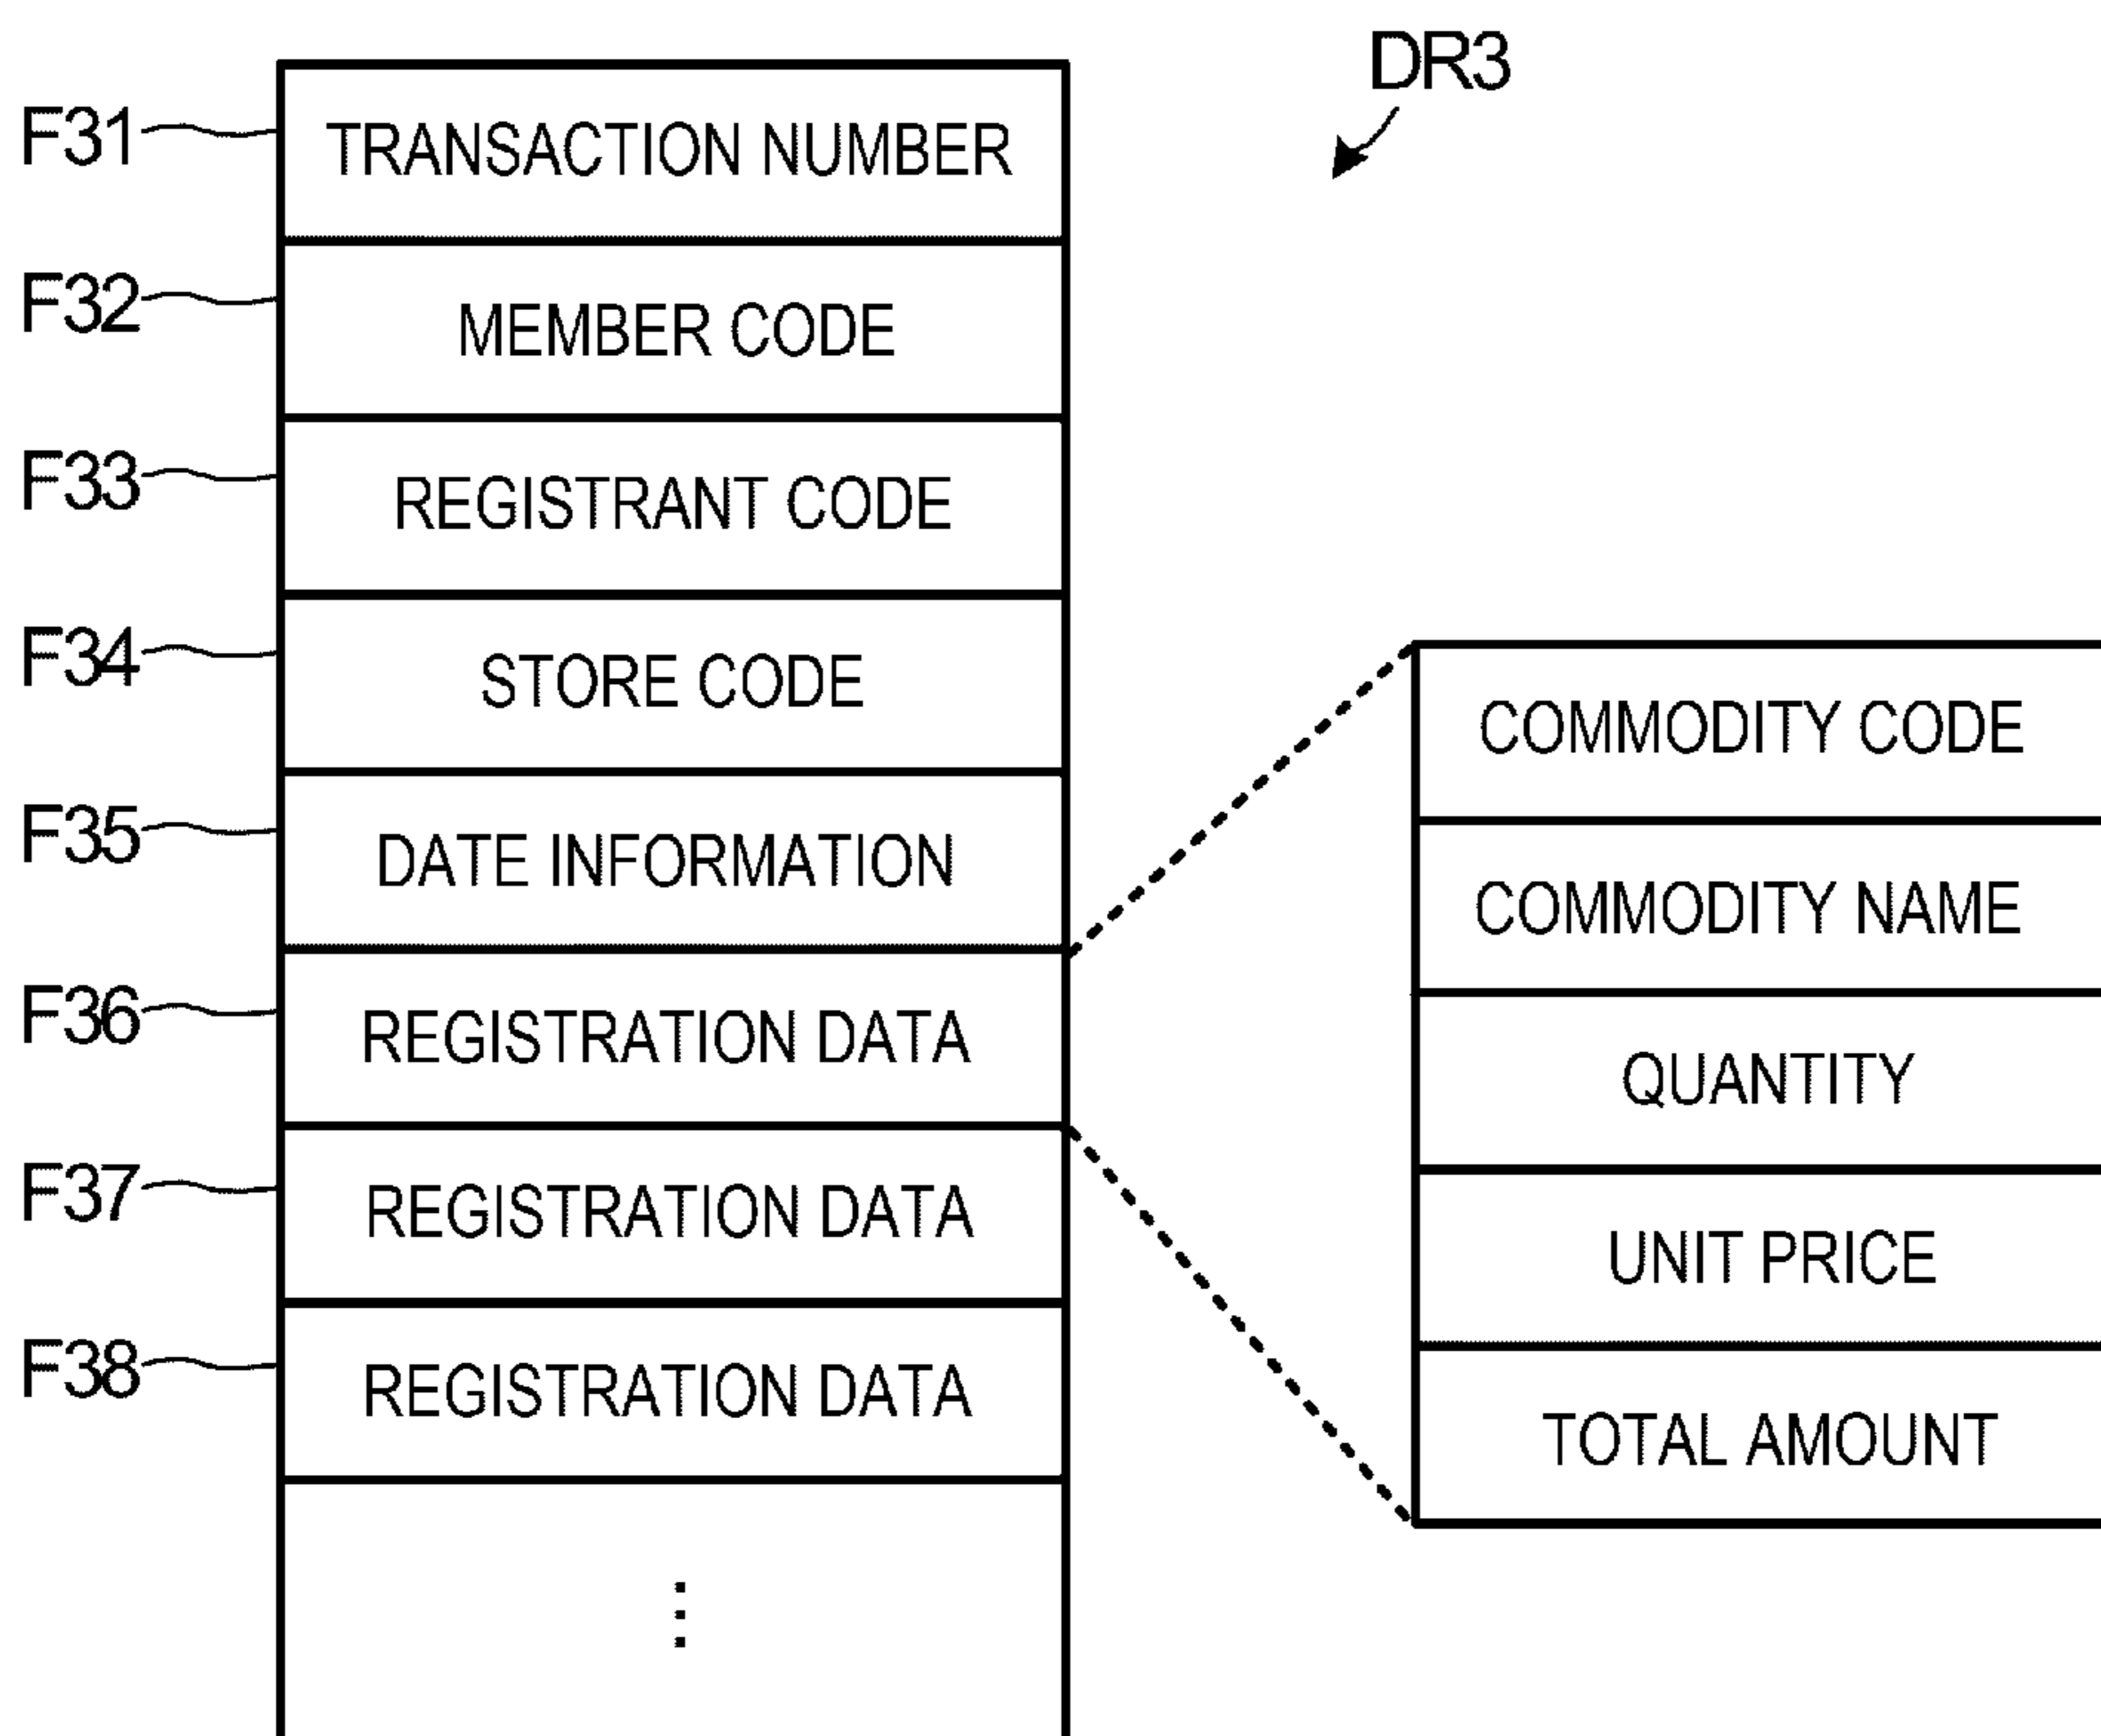 DR3
F31 TRANSACTION NUMBER
F32 MEMBER CODE
F33 REGISTRANT CODE
F34 STORE CODE
F35 DATE INFORMATION
F36 REGISTRATION DATA
F37 REGISTRATION DATA
F38 REGISTRATION DATA
⋮
COMMODITY CODE
COMMODITY NAME
QUANTITY
UNIT PRICE
TOTAL AMOUNT